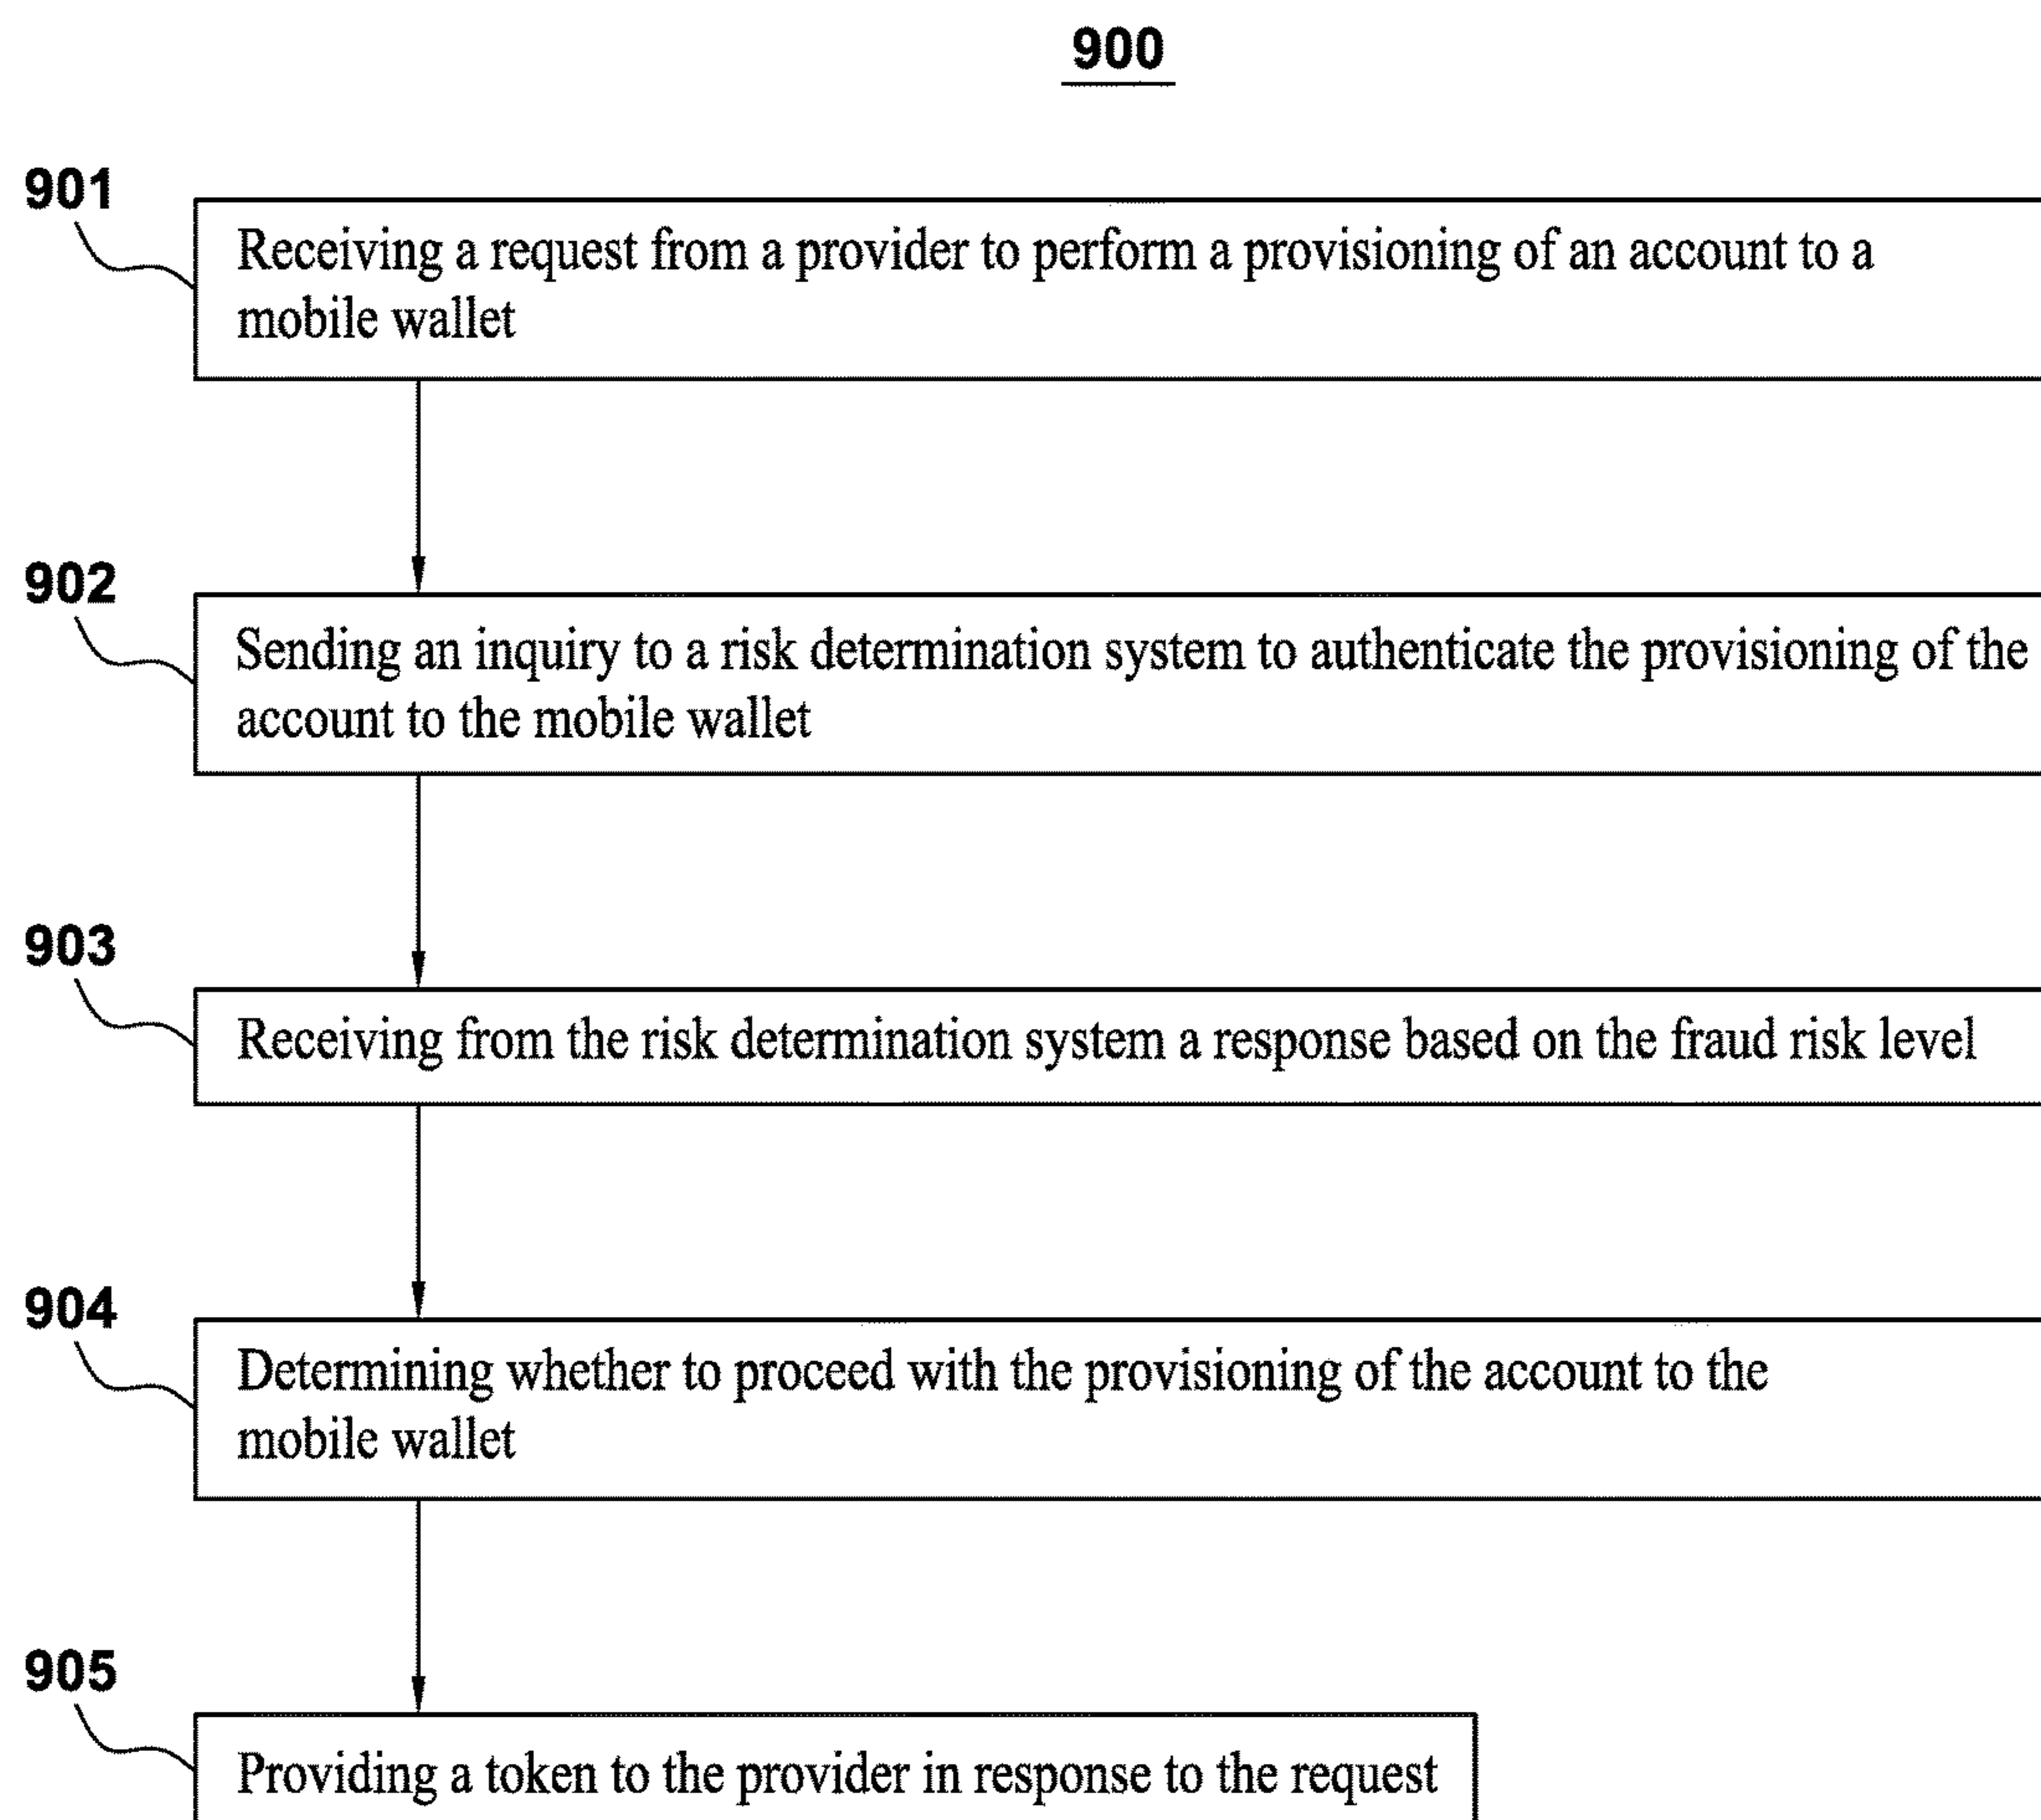 900
901
Receiving a request from a provider to perform a provisioning of an account to a
mobile wallet
902
Sending an inquiry to a risk determination system to authenticate the provisioning of the
account to the mobile wallet
903
Receiving from the risk determination system a response based on the fraud risk level
904
Determining whether to proceed with the provisioning of the account to the
mobile wallet
905
Providing a token to the provider in response to the request